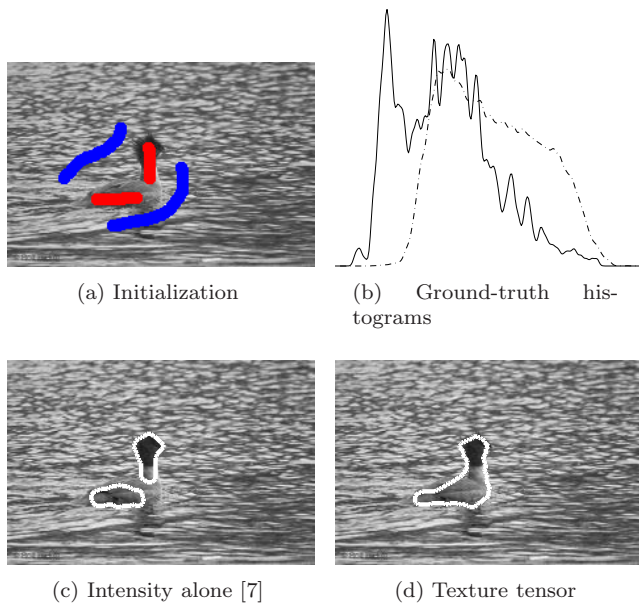 (a) Initialization
(b) Ground-truth his-
tograms
(c) Intensity alone [7]
(d) Texture tensor